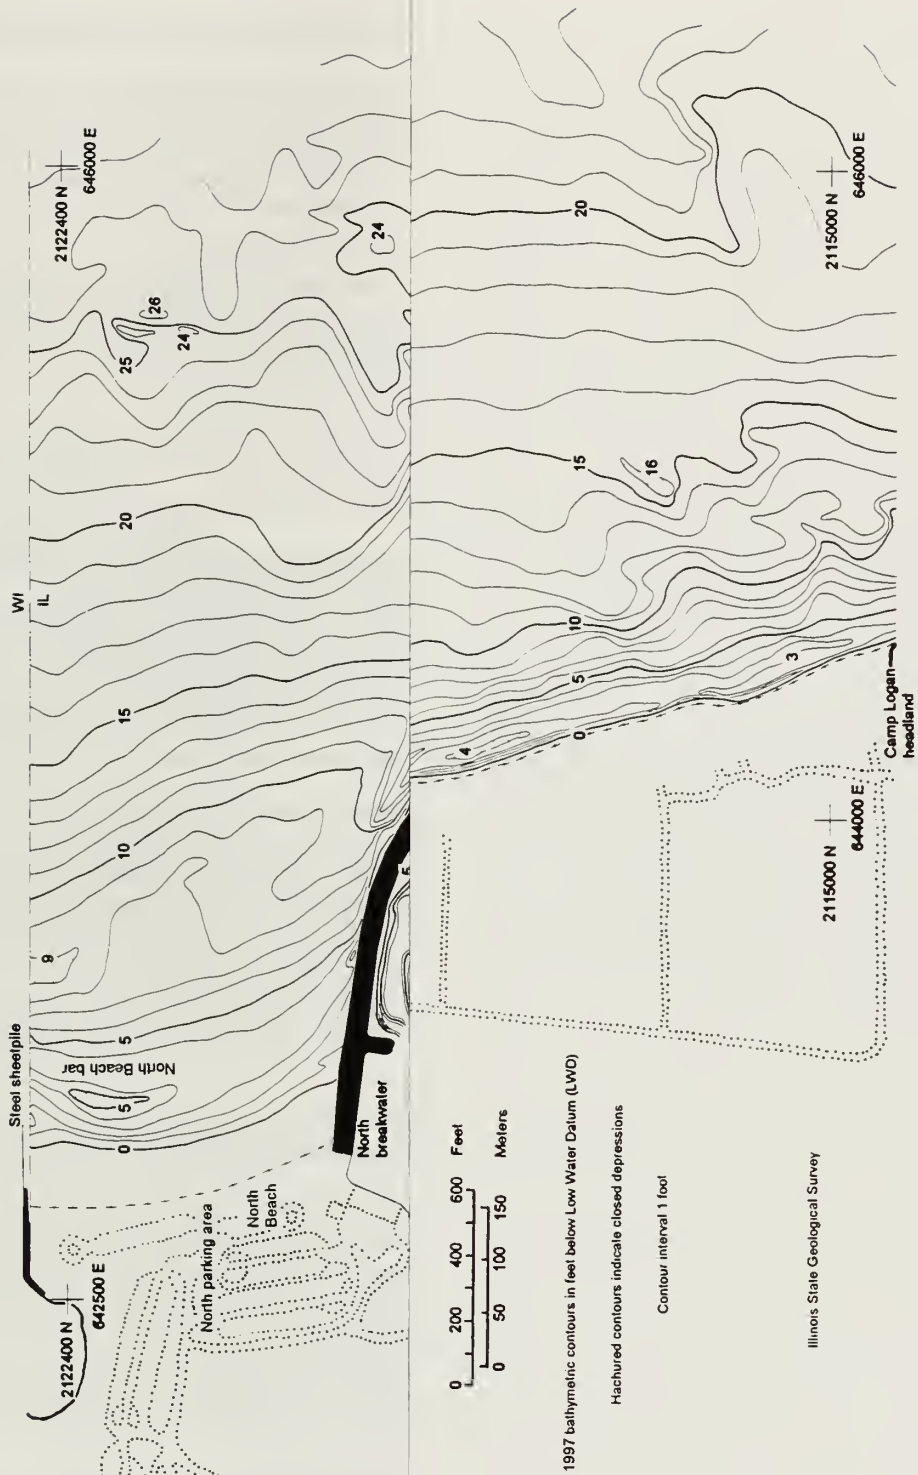 Steel sheetpile
WI
IL
2122400 N
642500 E
North parking area
North Beach
North Beach bar
0
5
5
9
10
15
20
25
24
26
24
2122400 N
646000 E
North
breakwater
5
0 200 400 600 Feet
0 50 100 150 Meters
1997 bathymetric contours in feet below Low Water Datum (LWD)
Hachured contours indicate closed depressions
Contour interval 1 foot
Illinois State Geological Survey
4
0
5
10
15
20
16
3
2115000 N
644000 E
2115000 N
646000 E
Camp Logan
headland